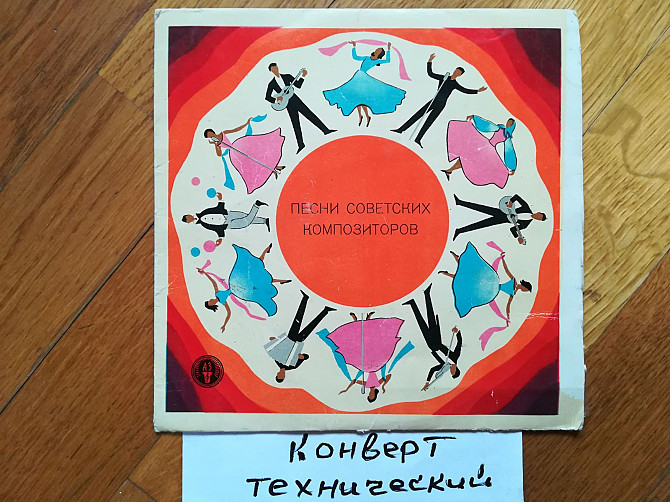 ПЕСНИ СОВЕТСКИХ
КОМПОЗИТОРОВ
Конверт
технический